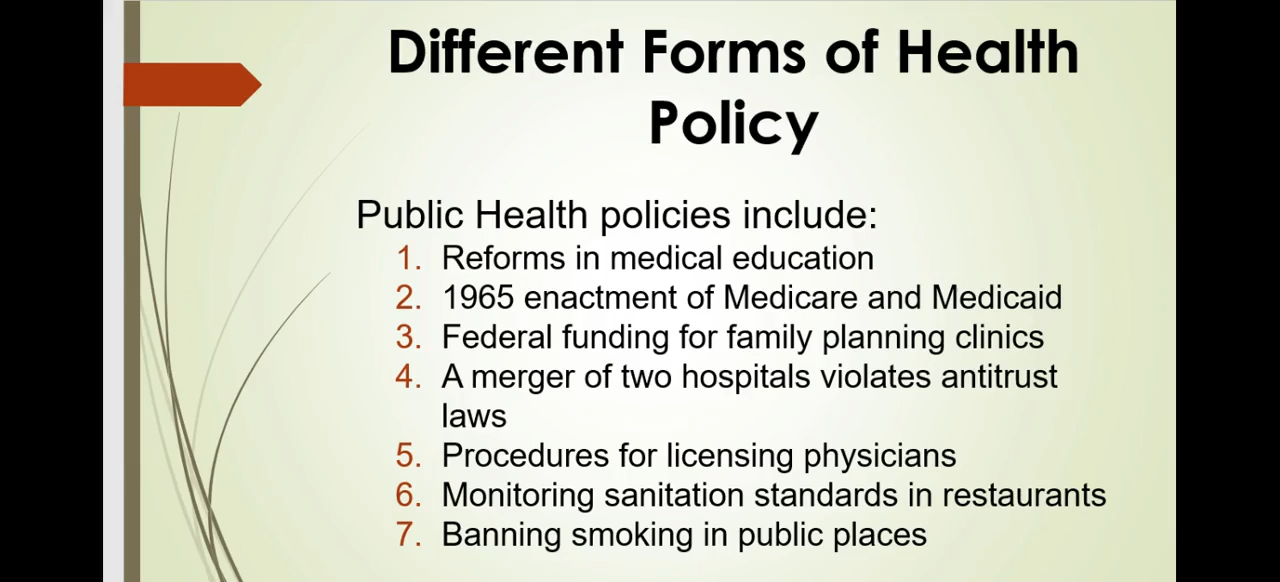 Different Forms of Health
Policy
Public Health policies include:
1. Reforms in medical education
2. 1965 enactment of Medicare and Medicaid
3. Federal funding for family planning clinics
4. A merger of two hospitals violates antitrust
laws
5. Procedures for licensing physicians
6. Monitoring sanitation standards in restaurants
7. Banning smoking in public places